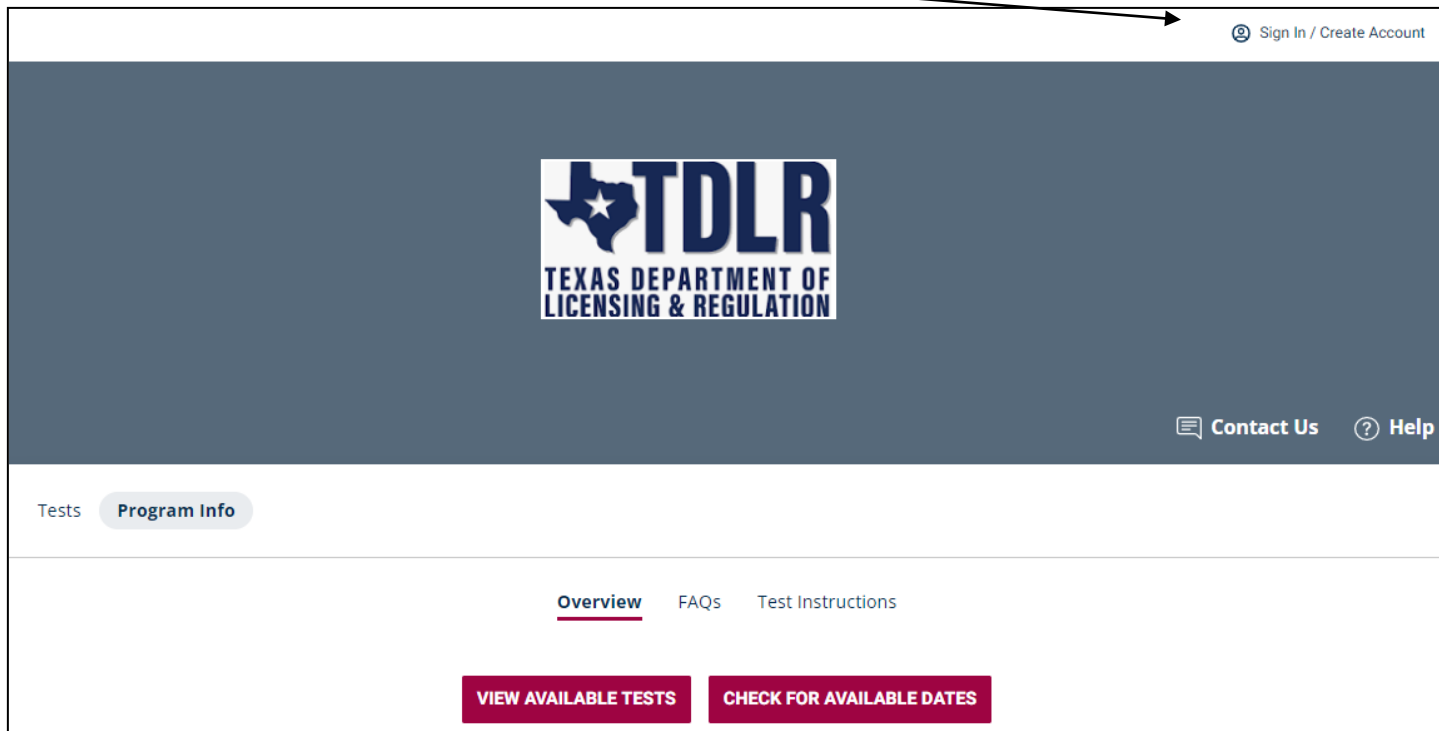 Sign In / Create Account
TDLR
TEXAS DEPARTMENT OF
LICENSING & REGULATION
Contact Us Help
Tests Program Info
Overview FAQs Test Instructions
VIEW AVAILABLE TESTS CHECK FOR AVAILABLE DATES